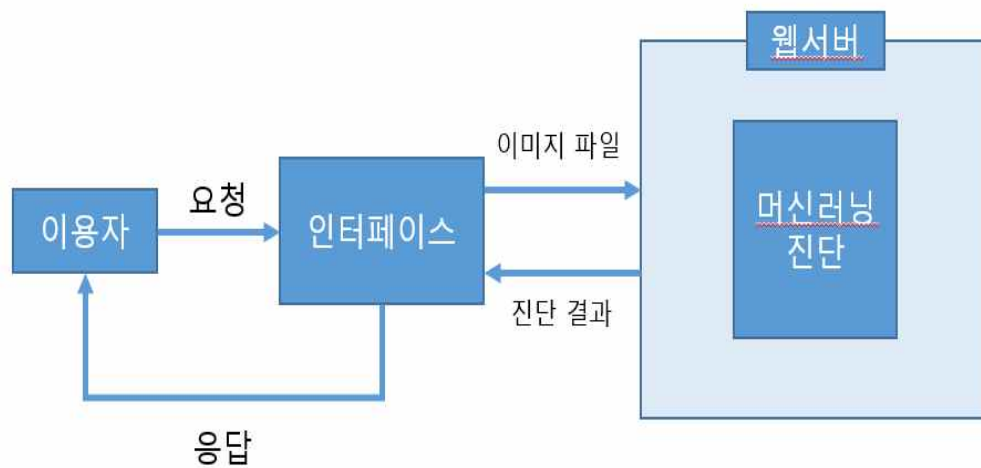 웹서버
이미지 파일
요청
머신러닝
진단
이용자
인터페이스
진단 결과
응답